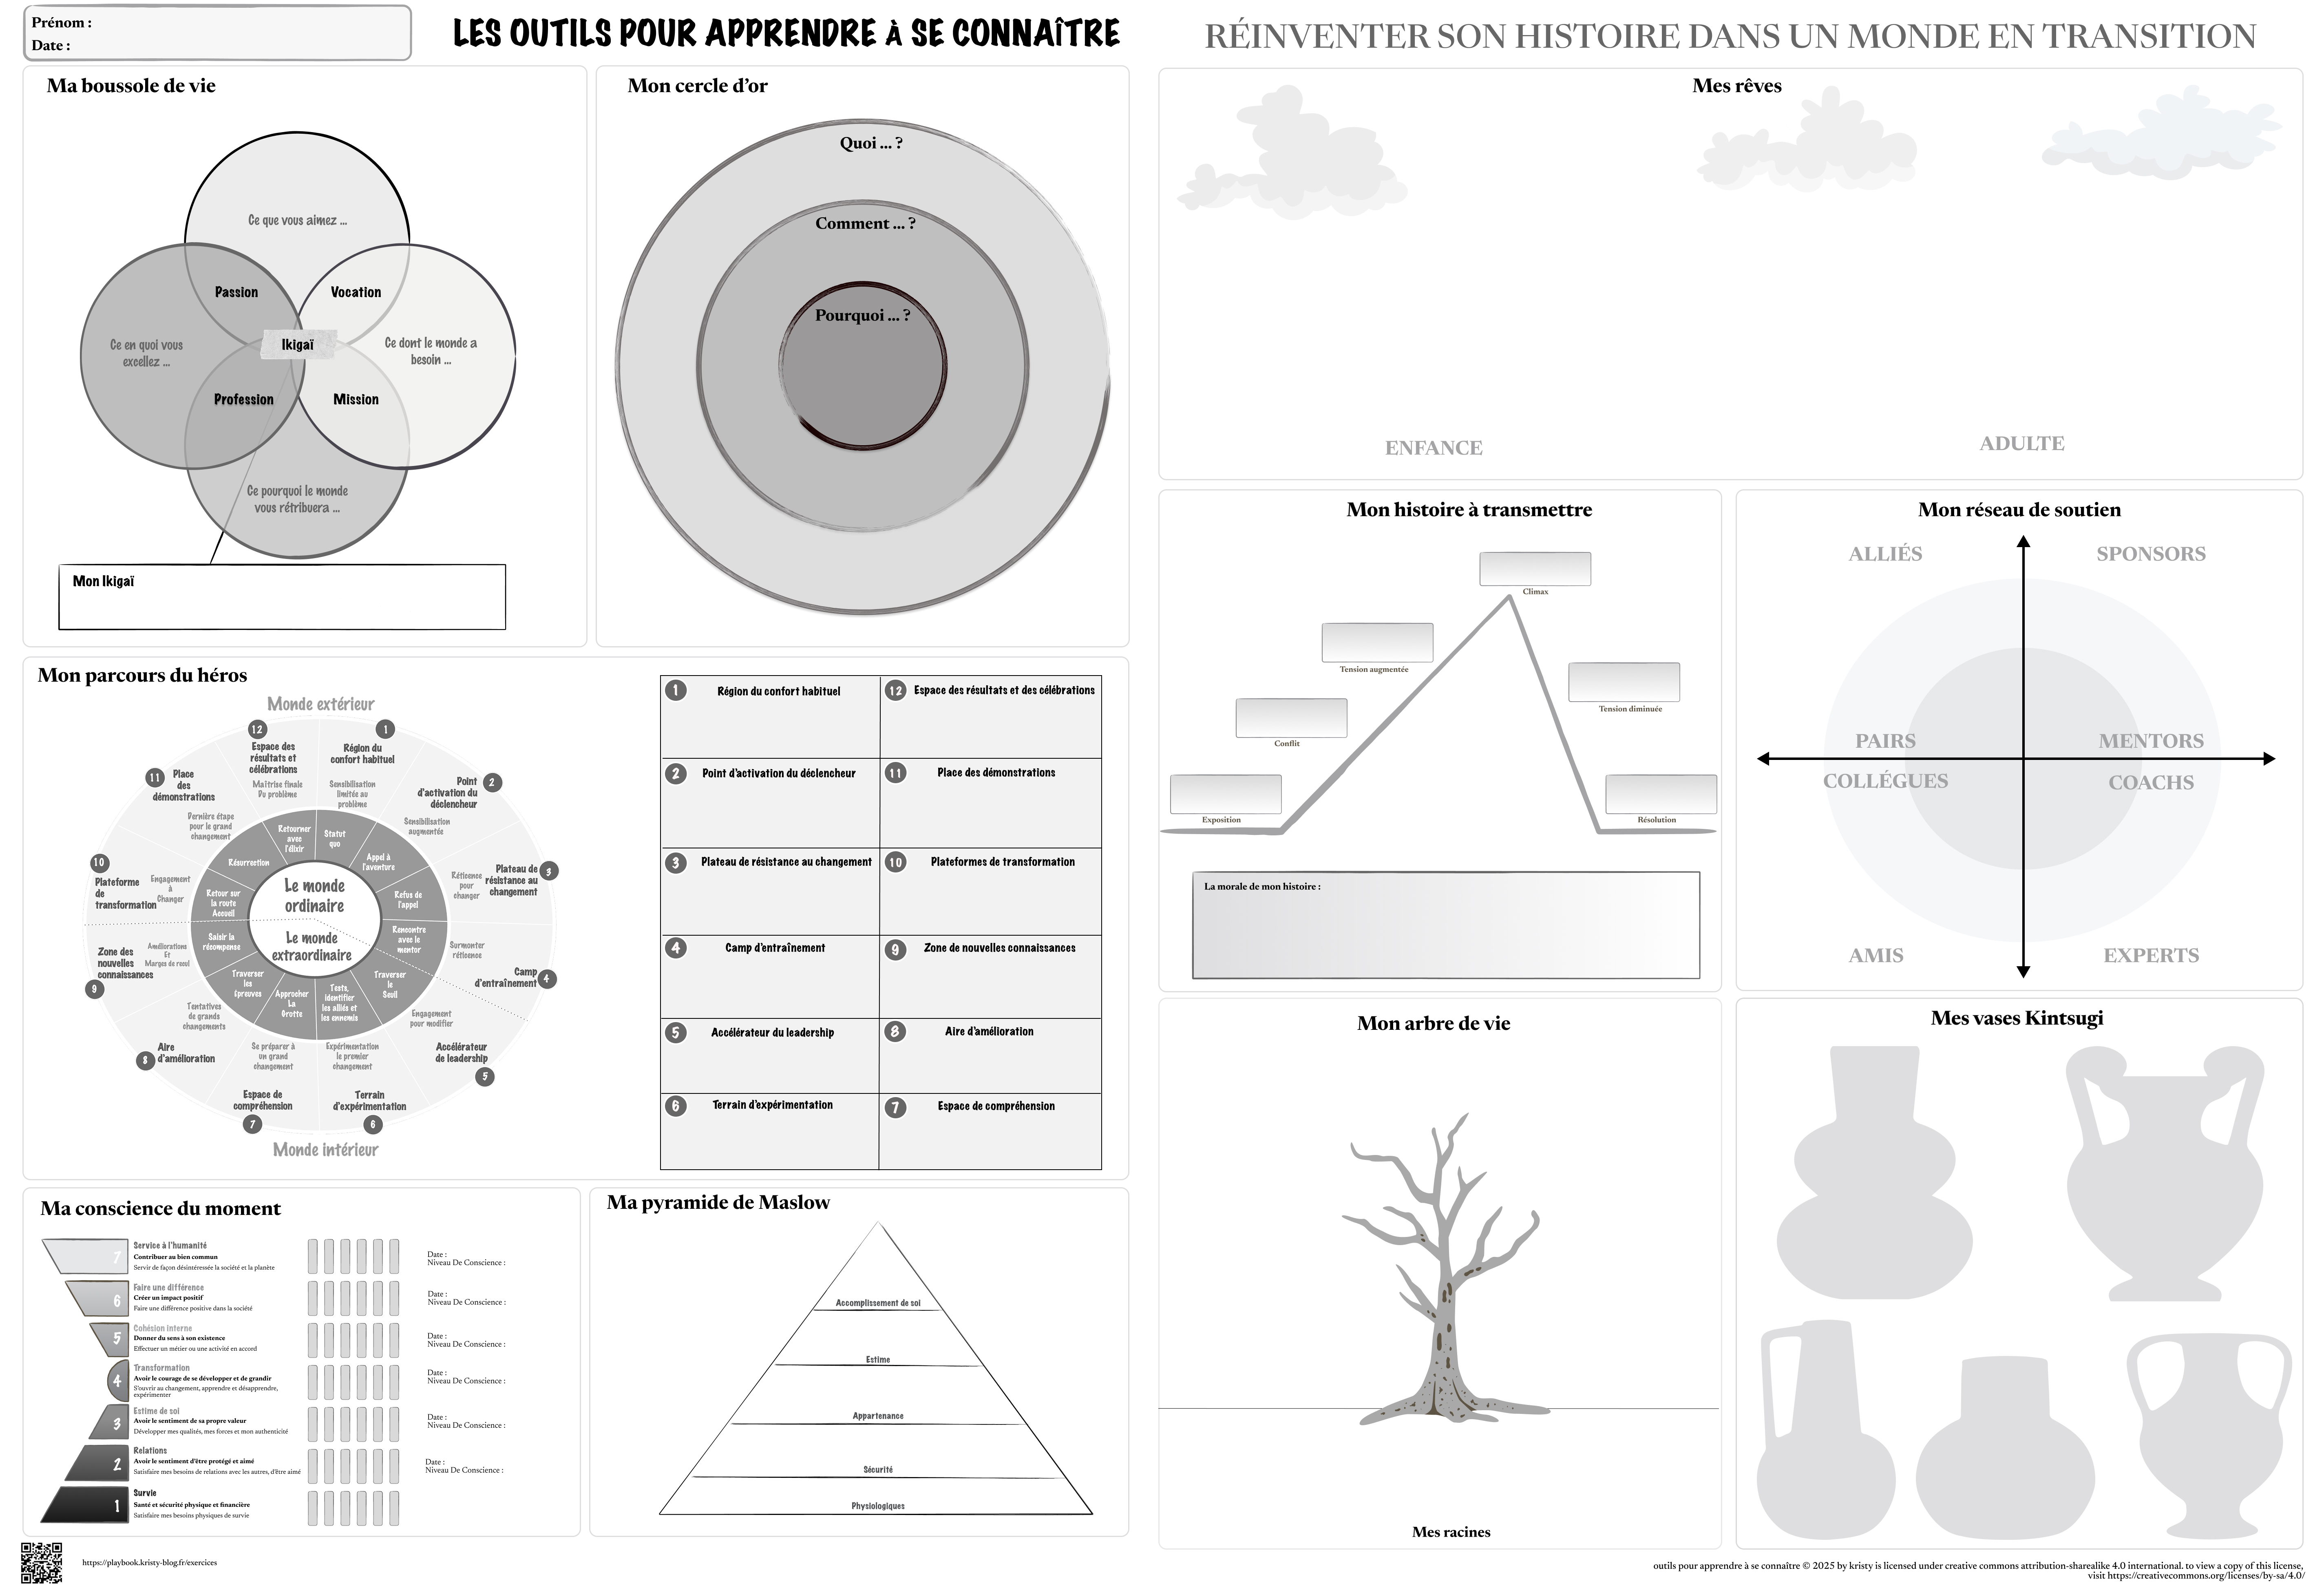 Prénom :
Date :
LES OUTILS POUR APPRENDRE À SE CONNAÎTRE
RÉINVENTER SON HISTOIRE DANS UN MONDE EN TRANSITION
Ma boussole de vie
Ce que vous aimez ...
Passion
Vocation
Ce en quoi vous
excellez ...
Ikigaï
Ce dont le monde a
besoin ...
Profession
Mission
Ce pourquoi le monde
vous rétribuera ...
Mon Ikigaï
Mon cercle d'or
Quoi ... ?
Comment ... ?
Pourquoi ... ?
Mes rêves
ENFANCE
ADULTE
Mon histoire à transmettre
Climax
Tension augmentée
Tension diminuée
Conflit
Exposition
Résolution
La morale de mon histoire :
Mon réseau de soutien
ALLIÉS
SPONSORS
PAIRS
MENTORS
COLLÉGUES
COACHS
AMIS
EXPERTS
Mon parcours du héros
Monde extérieur
12
Espace des
résultats et
célébrations
Maîtrise finale
Du problème
1
Région du
confort habituel
Sensibilisation
limitée au
problème
2
Point
d'activation du
déclencheur
Sensibilisation
augmentée
3
Plateau de
résistance au
changement
Réticence
pour
changer
4
Camp
d'entraînement
Surmonter
réticence
5
Accélérateur
de leadership
Engagement
pour modifier
6
Terrain
d'expérimentation
Expérimentation
le premier
changement
7
Espace de
compréhension
Se préparer à
un grand
changement
8
Aire
d'amélioration
Tentatives
de grands
changements
9
Zone des
nouvelles
connaissances
Améliorations
Et
Marges de recul
10
Plateforme
de
transformation
Engagement
à
Changer
11
Place
des
démonstrations
Dernière étape
pour le grand
changement
Retourner
avec
l'élixir
Statut
quo
Appel à
l'aventure
Refus de
l'appel
Rencontre
avec le
mentor
Traverser
le
Seuil
Tests,
identifier
les alliés et
les ennemis
Approcher
La
Grotte
Traverser
les
Épreuves
Saisir la
récompense
Retour sur
la route
Accueil
Résurrection
Le monde
ordinaire
Le monde
extraordinaire
Monde intérieur
1 Région du confort habituel
12 Espace des résultats et des célébrations
2 Point d'activation du déclencheur
11 Place des démonstrations
3 Plateau de résistance au changement
10 Plateformes de transformation
4 Camp d'entraînement
9 Zone de nouvelles connaissances
5 Accélérateur du leadership
8 Aire d'amélioration
6 Terrain d'expérimentation
7 Espace de compréhension
Ma conscience du moment
7
Service à l'humanité
Contribuer au bien commun
Servir de façon désintéressée la société et la planète
Date :
Niveau De Conscience :
6
Faire une différence
Créer un impact positif
Faire une différence positive dans la société
Date :
Niveau De Conscience :
5
Cohésion interne
Donner du sens à son existence
Effectuer un métier ou une activité en accord
Date :
Niveau De Conscience :
4
Transformation
Avoir le courage de se développer et de grandir
S'ouvrir au changement, apprendre et désapprendre,
expérimenter
Date :
Niveau De Conscience :
3
Estime de soi
Avoir le sentiment de sa propre valeur
Développer mes qualités, mes forces et mon authenticité
Date :
Niveau De Conscience :
2
Relations
Avoir le sentiment d'être protégé et aimé
Satisfaire mes besoins de relations avec les autres, d'être aimé
Date :
Niveau De Conscience :
1
Survie
Santé et sécurité physique et financière
Satisfaire mes besoins physiques de survie
Ma pyramide de Maslow
Accomplissement de soi
Estime
Appartenance
Sécurité
Physiologiques
Mon arbre de vie
Mes racines
Mes vases Kintsugi
https://playbook.kristy-blog.fr/exercices
outils pour apprendre à se connaître © 2025 by kristy is licensed under creative commons attribution-sharealike 4.0 international. to view a copy of this license,
visit https://creativecommons.org/licenses/by-sa/4.0/